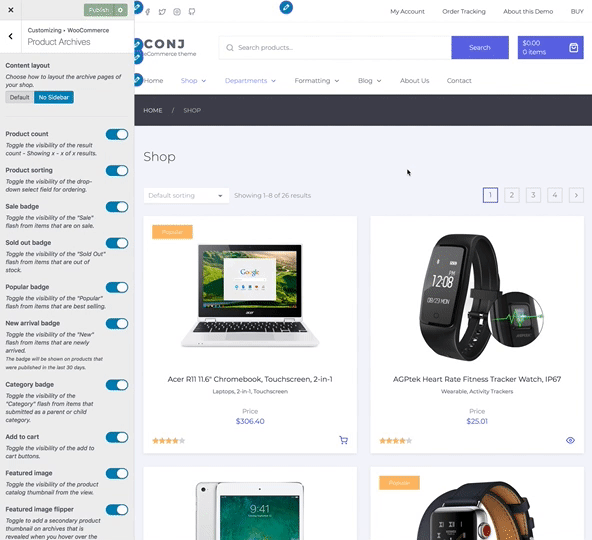 Publish
Customizing ▸ WooCommerce
Product Archives
Content layout
Choose how to layout the archive pages of
your shop.
Default
No Sidebar
Product count
Toggle the visibility of the result
count - Showing x - x of x results.
Product sorting
Toggle the visibility of the drop-
down select field for ordering.
Sale badge
Toggle the visibility of the "Sale"
flash from items that are on sale.
Sold out badge
Toggle the visibility of the "Sold Out"
flash from items that are out of
stock.
Popular badge
Toggle the visibility of the "Popular"
flash from items that are best selling.
New arrival badge
Toggle the visibility of the "New"
flash from items that are newly
arrived.
The badge will be shown on products
that were published in the last 30 days.
Category badge
Toggle the visibility of the
"Category" flash from items that
submitted as a parent or child
category.
Add to cart
Toggle the visibility of the add to
cart buttons.
Featured image
Toggle the visibility of the product
catalog thumbnail from the view.
Featured image flipper
Toggle to add a secondary product
thumbnail on archives that is
revealed when you hover over the
My Account
Order Tracking
About this Demo
BUY
CONJ
eCommerce theme
Search products...
Search
$0.00
0 items
Home
Shop
Departments
Formatting
Blog
About Us
Contact
HOME / SHOP
Shop
Default sorting
Showing 1–8 of 26 results
1 2 3 4
Popular
Google
acer
Acer R11 11.6" Chromebook, Touchscreen, 2-in-1
Laptops, 2-in-1, Touchscreen
Price
$306.40
AGPtek Heart Rate Fitness Tracker Watch, IP67
Wearable, Activity Trackers
Price
$25.01
9:41
Popular